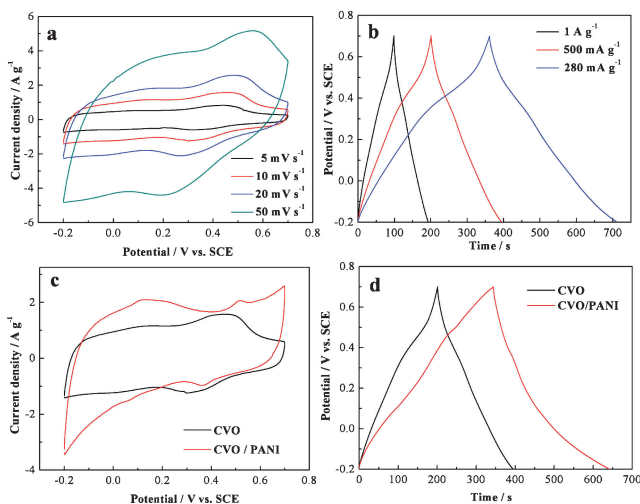 a
Current density / A g⁻¹
6
4
2
0
-2
-4
-6
-0.2 0.0 0.2 0.4 0.6 0.8
Potential / V vs. SCE
5 mV s⁻¹
10 mV s⁻¹
20 mV s⁻¹
50 mV s⁻¹
b
Potential / V vs. SCE
0.8
0.6
0.4
0.2
0.0
-0.2
0 100 200 300 400 500 600 700
Time / s
1 A g⁻¹
500 mA g⁻¹
280 mA g⁻¹
c
Current density / A g⁻¹
2
0
-2
-4
-0.2 0.0 0.2 0.4 0.6 0.8
Potential / V vs. SCE
CVO
CVO / PANI
d
Potential / V vs. SCE
0.8
0.6
0.4
0.2
0.0
-0.2
0 100 200 300 400 500 600 700
Time / s
CVO
CVO/PANI